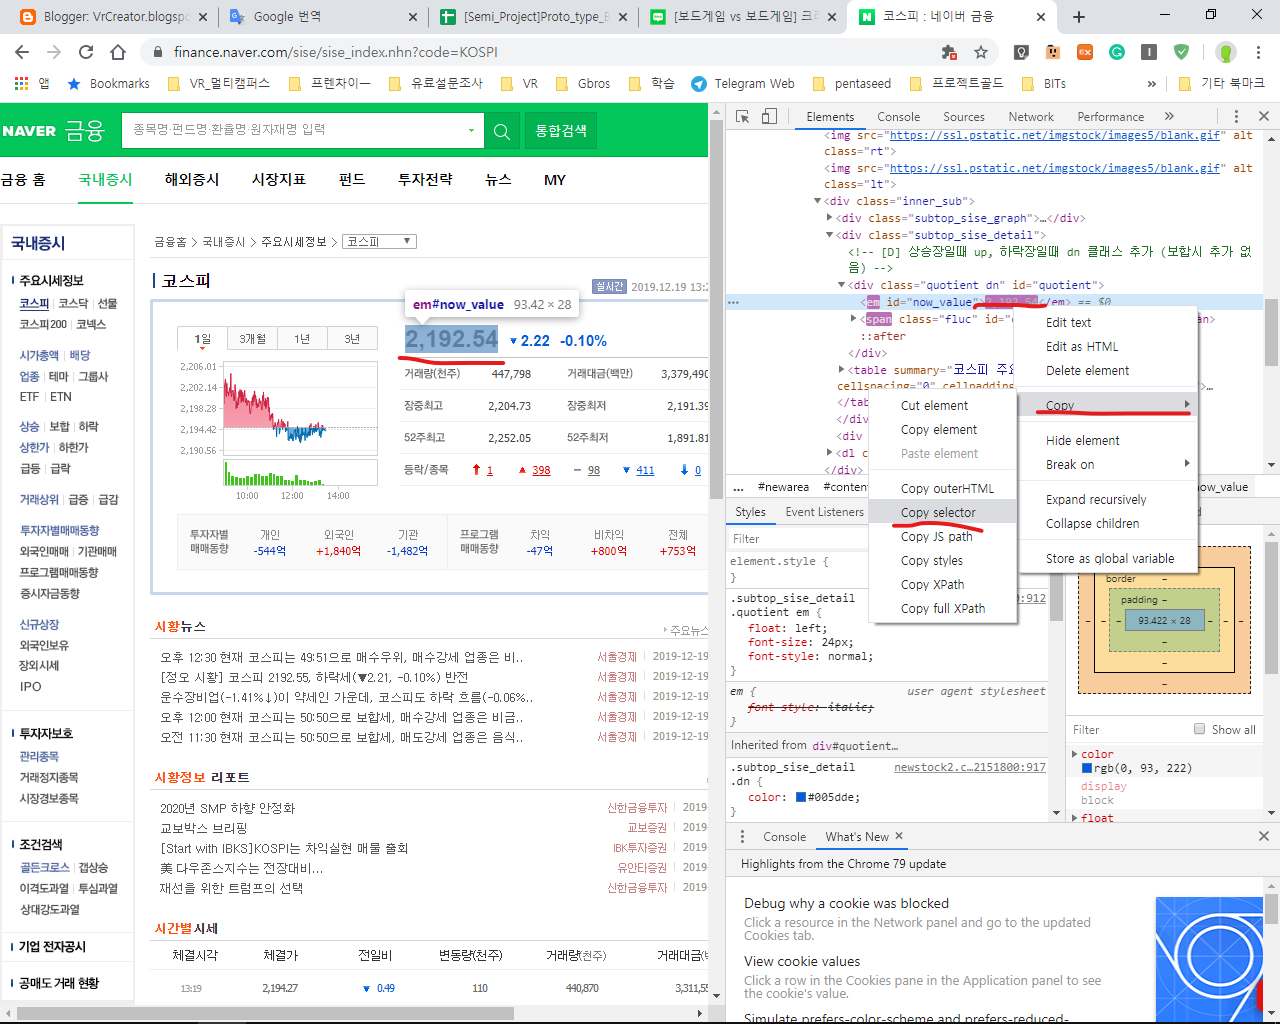 Blogger: VrCreator.blogspo
Google 번역
[Semi_Project]Proto_type_E
[보드게임 vs 보드게임] 크
코스피 : 네이버 금융
finance.naver.com/sise/sise_index.nhn?code=KOSPI
앱 Bookmarks VR_멀티캠퍼스 프렌차이— 유료설문조사 VR Gbros 학습 Telegram Web pentaseed 프로젝트골드 BITs » 기타 북마크
NAVER 금융
종목명·펀드명·환율명·원자재명 입력
통합검색
금융 홈 국내증시 해외증시 시장지표 펀드 투자전략 뉴스 MY
국내증시
주요시세정보
코스피 코스닥 선물
코스피200 코넥스
시가총액 배당
업종 테마 그룹사
ETF ETN
상승 보합 하락
상한가 하한가
급등 급락
거래상위 급증 급감
투자자별매매동향
외국인매매 기관매매
프로그램매매동향
증시자금동향
신규상장
외국인보유
장외시세
IPO
투자자보호
관리종목
거래정지종목
시장경보종목
조건검색
골든크로스 갭상승
이격도과열 투심과열
상대강도과열
기업 전자공시
공매도 거래 현황
금융홈 > 국내증시 > 주요시세정보 > 코스피
코스피
실시간 2019.12.19 13:2
em#now_value 93.42 × 28
1일 3개월 1년 3년
2,192.54 ▼ 2.22 -0.10%
2,206.01
2,202.14
2,198.28
2,194.42
2,190.56
10:00 12:00 14:00
거래량(천주) 447,798 거래대금(백만) 3,379,490
장중최고 2,204.73 장중최저 2,191.39
52주최고 2,252.05 52주최저 1,891.81
등락/종목 1 398 98 411 0
투자자별 매매동향
개인 -544억
외국인 +1,840억
기관 -1,482억
프로그램 매매동향
차익 -47억
비차익 +800억
전체 +753억
시황뉴스
주요뉴스
오후 12:30 현재 코스피는 49:51으로 매수우위, 매수강세 업종은 비.. 서울경제 2019-12-19
[정오 시황] 코스피 2192.55, 하락세(▼2.21, -0.10%) 반전 서울경제 2019-12-19
운수장비업(-1.41%↓)이 약세인 가운데, 코스피도 하락 흐름(-0.06%.. 서울경제 2019-12-19
오후 12:00 현재 코스피는 50:50으로 보합세, 매수강세 업종은 비금.. 서울경제 2019-12-19
오전 11:30 현재 코스피는 50:50으로 보합세, 매도강세 업종은 음식.. 서울경제 2019-12-19
시황정보 리포트
2020년 SMP 하향 안정화 신한금융투자 2019-
교보박스 브리핑 교보증권 2019-
[Start with IBKS]KOSPI는 차익실현 매물 출회 IBK투자증권 2019-
美 다우존스지수는 전장대비... 유안타증권 2019-
재선을 위한 트럼프의 선택 신한금융투자 2019-
시간별시세
체결시각 체결가 전일비 변동량(천주) 거래량(천주) 거래대금(백
13:19 2,194.27 ▼ 0.49 110 440,870 3,311,55
Elements Console Sources Network Performance »
<img src="https://ssl.pstatic.net/imgstock/images5/blank.gif" alt
class="rt">
<img src="https://ssl.pstatic.net/imgstock/images5/blank.gif" alt
class="lt">
<div class="inner_sub">
<div class="subtop_sise_graph">…</div>
<div class="subtop_sise_detail">
<!-- [D] 상승장일때 up, 하락장일때 dn 클래스 추가 (보합시 추가 없
음) -->
<div class="quotient dn" id="quotient">
<em id="now_value">2,192.54</em> == $0
<span class="fluc" id="c
an>
::after
</div>
<table summary="코스피 주요
cellspacing="0" cellpaddin
</tab
</div>
<div
<dl c
</div>
Edit text
Edit as HTML
Delete element
Copy
Hide element
Break on
Expand recursively
Collapse children
Store as global variable
Cut element
Copy element
Paste element
Copy outerHTML
Copy selector
Copy JS path
Copy styles
Copy XPath
Copy full XPath
... #newarea #conten
ow_value
Styles Event Listeners
Filter
element.style {
}
.subtop_sise_detail
:912
.quotient em {
float: left;
font-size: 24px;
font-style: normal;
}
em { user agent stylesheet
font-style: italic;
}
Inherited from div#quotient…
.subtop_sise_detail newstock2.c…2151800:917
.dn {
color: #005dde;
}
border –
padding –
93.422 × 28
Filter Show all
color
rgb(0, 93, 222)
display
block
float
Console What's New
Highlights from the Chrome 79 update
Debug why a cookie was blocked
Click a resource in the Network panel and go to the updated
Cookies tab.
View cookie values
Click a row in the Cookies pane in the Application panel to see
the cookie's value.
Simulate prefers-color-scheme and prefers-reduced-